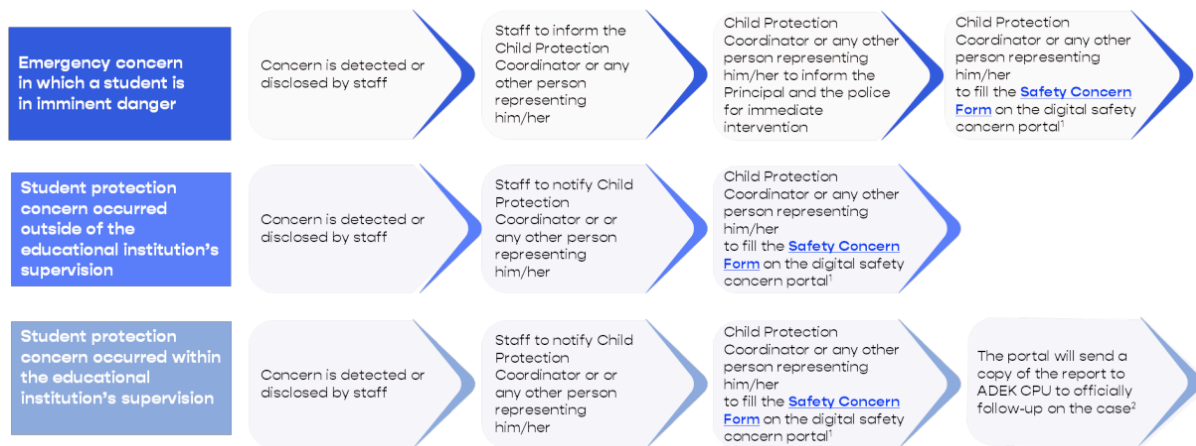 Emergency concern
in which a student is
in imminent danger
Concern is detected or
disclosed by staff
Staff to inform the
Child Protection
Coordinator or any
other person
representing
him/her
Child Protection
Coordinator or any other
person representing
him/her to inform the
Principal and the police
for immediate
intervention
Child Protection
Coordinator or any other
person representing
him/her
to fill the Safety Concern
Form on the digital safety
concern portal¹
Student protection
concern occurred
outside of the
educational institution's
supervision
Concern is detected or
disclosed by staff
Staff to notify Child
Protection
Coordinator or or
any other person
representing
him/her
Child Protection
Coordinator or any other
person representing
him/her
to fill the Safety Concern
Form on the digital safety
concern portal¹
Student protection
concern occurred within
the educational
institution's supervision
Concern is detected or
disclosed by staff
Staff to notify Child
Protection
Coordinator or or
any other person
representing
him/her
Child Protection
Coordinator or any other
person representing
him/her
to fill the Safety Concern
Form on the digital safety
concern portal¹
The portal will send a
copy of the report to
ADEK CPU to officially
follow-up on the case²